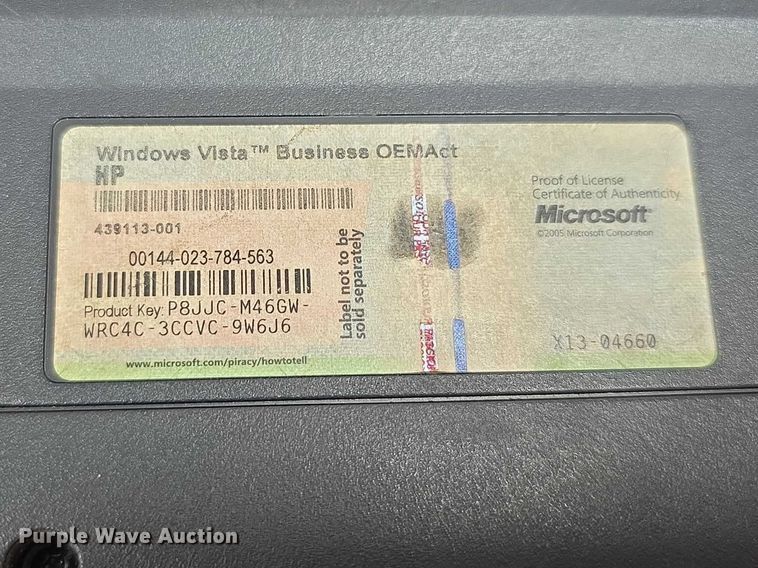 Windows Vista™ Business OEMAct
HP
439113-001
00144-023-784-563
Product Key: P8JJC-M46GW-
WRC4C-3CCVC-9W6J6
www.microsoft.com/piracy/howtotell
Label not to be
sold separately
Proof of License
Certificate of Authenticity
Microsoft
©2005 Microsoft Corporation
X13-04660
Purple Wave Auction